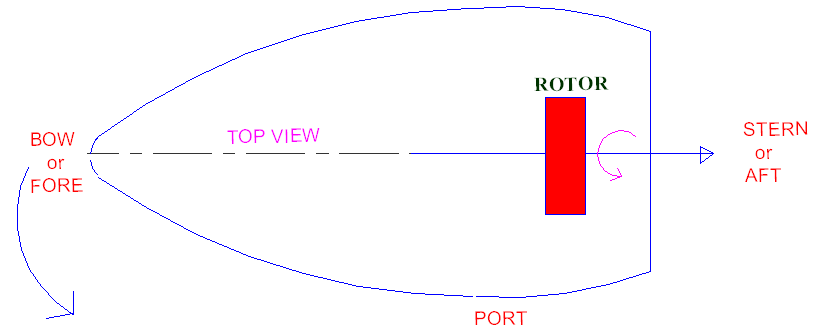 ROTOR
BOW
or
FORE
TOP VIEW
STERN
or
AFT
PORT